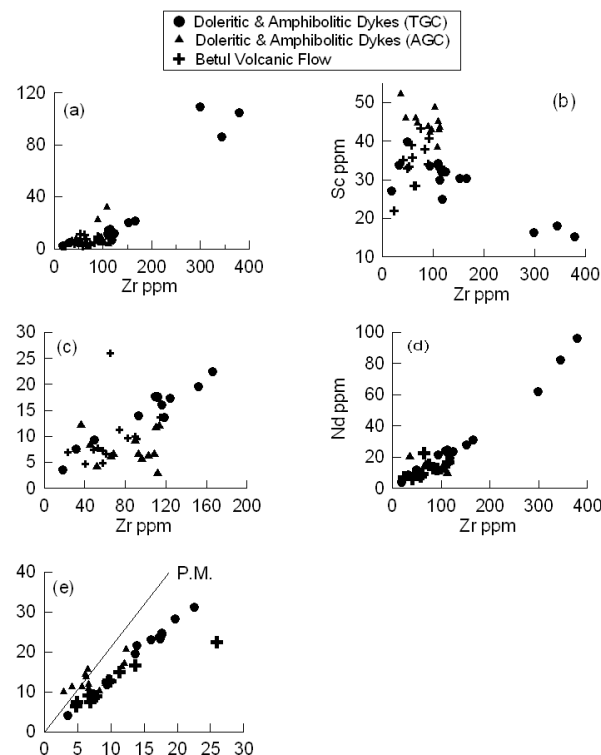 Doleritic & Amphibolitic Dykes (TGC)
Doleritic & Amphibolitic Dykes (AGC)
Betul Volcanic Flow
(a)
120
80
40
0
0 100 200 300 400
Zr ppm
(b)
Sc ppm
50
40
30
20
10
0 100 200 300 400
Zr ppm
(c)
30
25
20
15
10
5
0
0 40 80 120 160 200
Zr ppm
(d)
Nd ppm
100
80
60
40
20
0
0 100 200 300 400
Zr ppm
(e)
P.M.
40
30
20
10
0
0 5 10 15 20 25 30